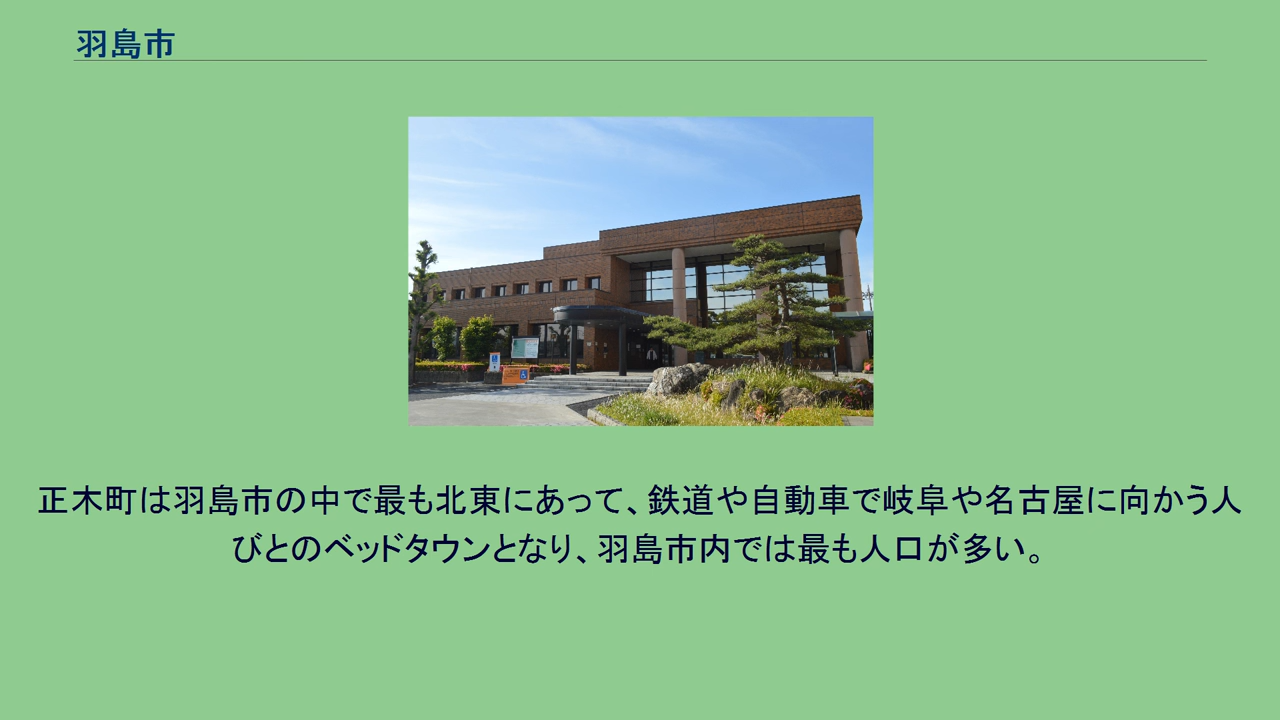 羽島市
正木町は羽島市の中で最も北東にあって、鉄道や自動車で岐阜や名古屋に向かう人
びとのベッドタウンとなり、羽島市内では最も人口が多い。